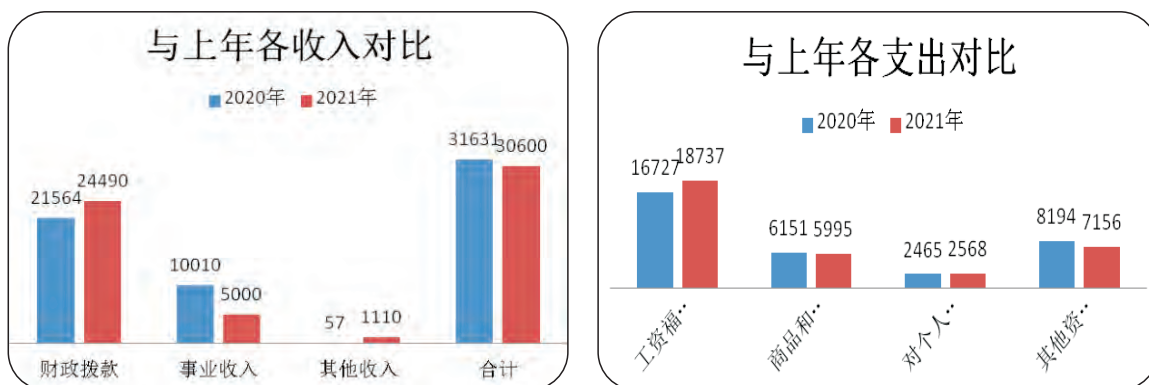 与上年各收入对比
2020年 2021年
31631
30600
24490
21564
10010
5000
57
1110
财政拨款 事业收入 其他收入 合计
与上年各支出对比
2020年 2021年
16727
18737
6151
5995
2465
2568
8194
7156
工资福…
商品和…
对个人…
其他资…